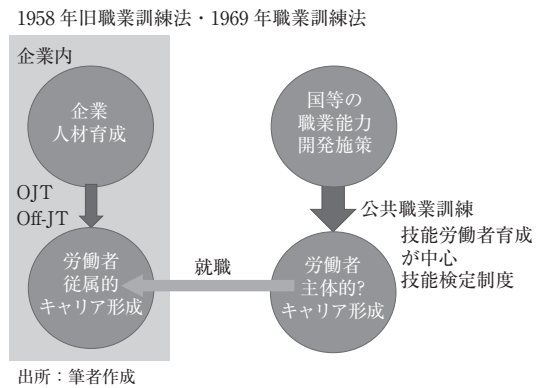 1958 年旧職業訓練法・1969 年職業訓練法
企業内
企業
人材育成
国等の
職業能力
開発施策
OJT
Off-JT
公共職業訓練
技能労働者育成
が中心
技能検定制度
労働者
従属的
キャリア形成
就職
労働者
主体的?
キャリア形成
出所：筆者作成